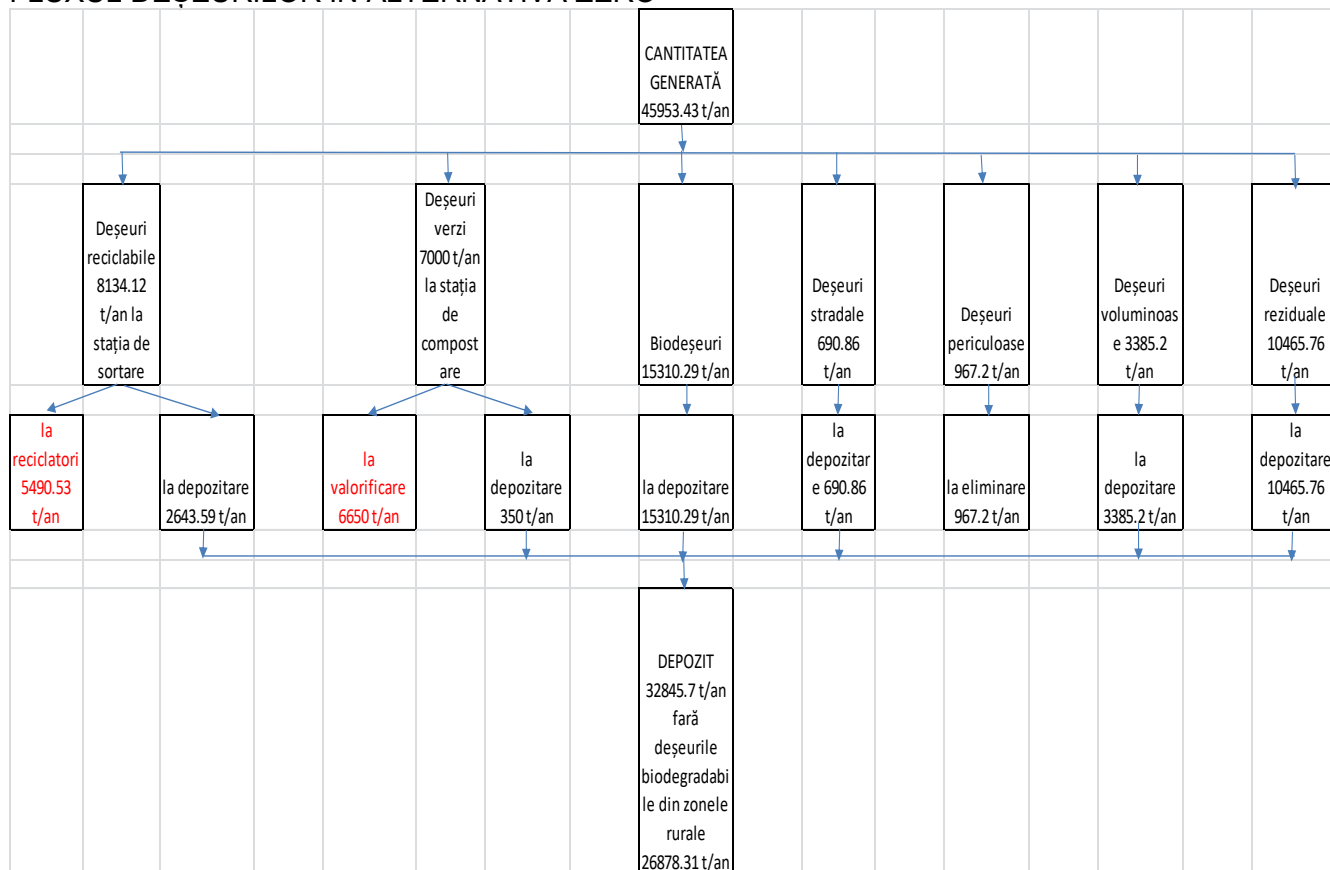 FLUXUL DEȘEURILOR ÎN ALTERNATIVA ZERO
CANTITATEA
GENERATĂ
45953.43 t/an
Deșeuri
reciclabile
8134.12
t/an la
stația de
sortare
Deșeuri
verzi
7000 t/an
la stația
de
compost
are
Biodeșeuri
15310.29 t/an
Deșeuri
stradale
690.86
t/an
Deșeuri
periculoase
967.2 t/an
Deșeuri
voluminoas
e 3385.2
t/an
Deșeuri
reziduale
10465.76
t/an
la
reciclatori
5490.53
t/an
la depozitare
2643.59 t/an
la
valorificare
6650 t/an
la
depozitare
350 t/an
la depozitare
15310.29 t/an
la
depozitar
e 690.86
t/an
la eliminare
967.2 t/an
la
depozitare
3385.2 t/an
la
depozitare
10465.76
t/an
DEPOZIT
32845.7 t/an
fară
deșeurile
biodegradabi
le din zonele
rurale
26878.31 t/an